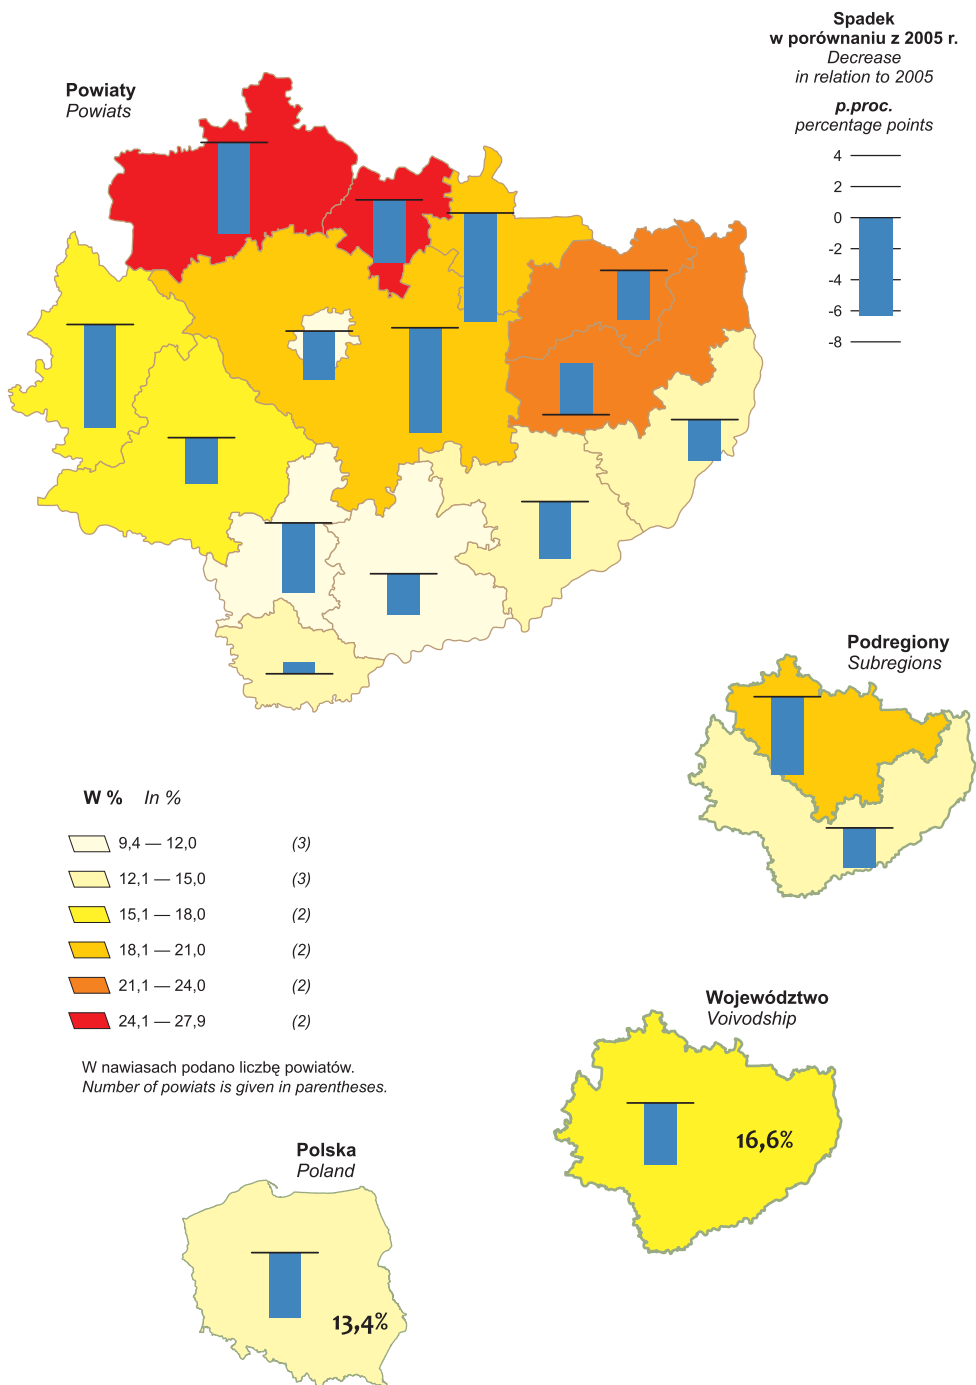 Spadek
w porównaniu z 2005 r.
Decrease
in relation to 2005
p.proc.
percentage points
4
2
0
-2
-4
-6
-8
Powiaty
Powiats
Podregiony
Subregions
W % In %
9,4 — 12,0 (3)
12,1 — 15,0 (3)
15,1 — 18,0 (2)
18,1 — 21,0 (2)
21,1 — 24,0 (2)
24,1 — 27,9 (2)
W nawiasach podano liczbę powiatów.
Number of powiats is given in parentheses.
Województwo
Voivodship
16,6%
Polska
Poland
13,4%